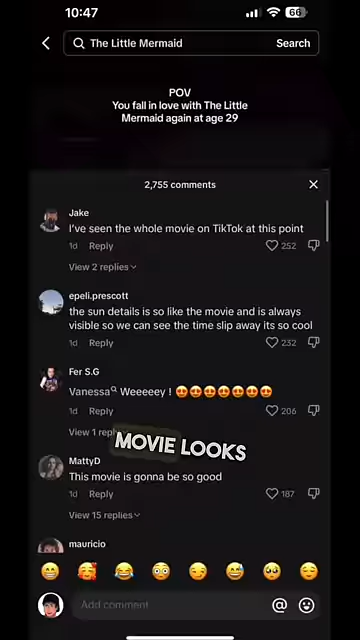 10:47
66
The Little Mermaid
Search
POV
You fall in love with The Little
Mermaid again at age 29
2,755 comments
Jake
I've seen the whole movie on TikTok at this point
1d Reply 252
View 2 replies
epeli.prescott
the sun details is so like the movie and is always
visible so we can see the time slip away its so cool
1d Reply 232
Fer S.G
Vanessa Weeeeey ! 😍😍😍😍😍😍😍
1d Reply 206
View 1 rep
MOVIE LOOKS
MattyD
This movie is gonna be so good
1d Reply 187
View 15 replies
mauricio
Add comment